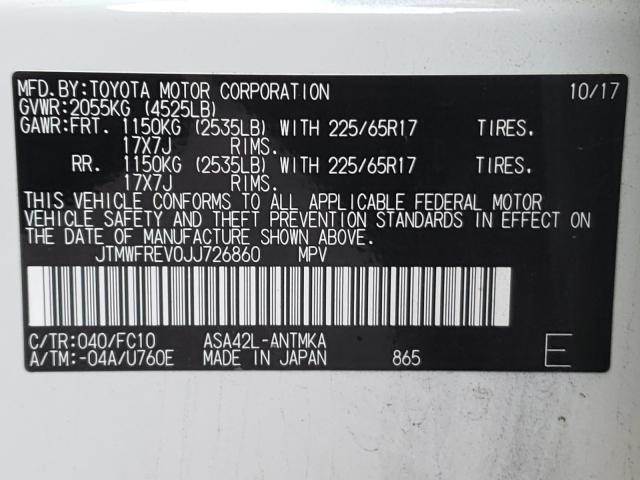 MFD.BY:TOYOTA MOTOR CORPORATION 10/17
GVWR:2055KG (4525LB)
GAWR:FRT. 1150KG (2535LB) WITH 225/65R17 TIRES.
17X7J RIMS.
RR. 1150KG (2535LB) WITH 225/65R17 TIRES.
17X7J RIMS.
THIS VEHICLE CONFORMS TO ALL APPLICABLE FEDERAL MOTOR
VEHICLE SAFETY AND THEFT PREVENTION STANDARDS IN EFFECT ON
THE DATE OF MANUFACTURE SHOWN ABOVE.
JTMWFREV0JJ726860 MPV
C/TR:040/FC10 ASA42L-ANTMKA
A/TM:-04A/U760E MADE IN JAPAN 865 E